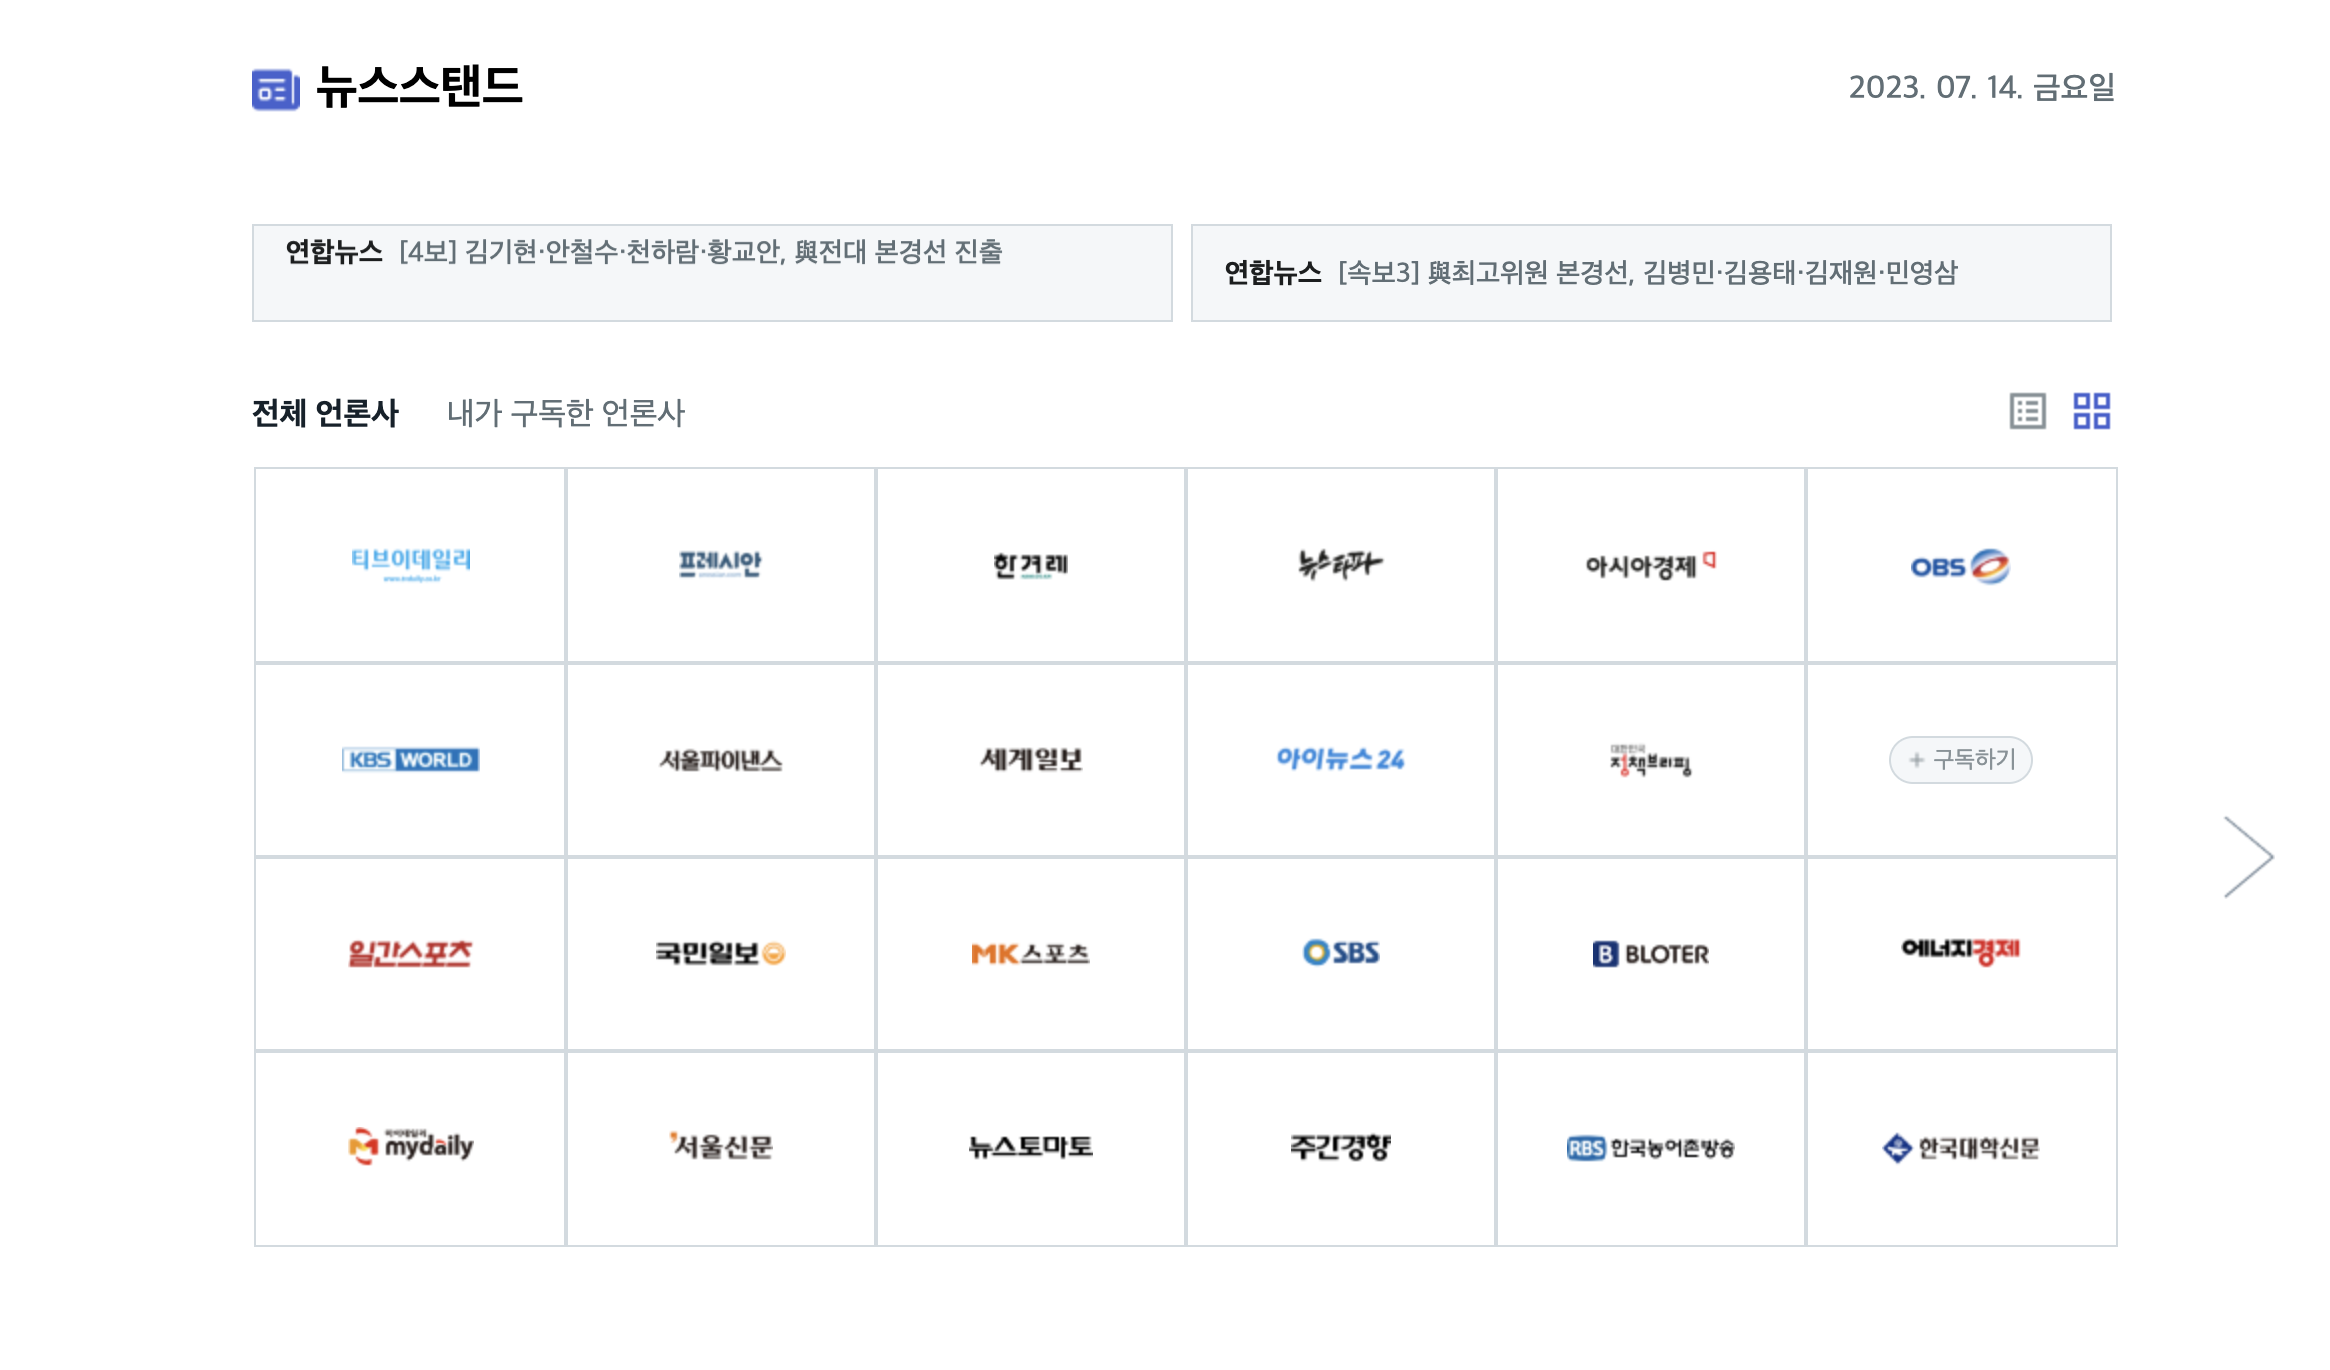 뉴스스탠드
2023. 07. 14. 금요일
연합뉴스 [4보] 김기현·안철수·천하람·황교안, 與전대 본경선 진출
연합뉴스 [속보3] 與최고위원 본경선, 김병민·김용태·김재원·민영삼
전체 언론사 내가 구독한 언론사
티브이데일리
프레시안
한겨레
뉴스타파
아시아경제
OBS
KBS WORLD
서울파이낸스
세계일보
아이뉴스24
대한민국
정책브리핑
+ 구독하기
일간스포츠
국민일보
MK스포츠
SBS
B BLOTER
에너지경제
마이데일리
mydaily
서울신문
뉴스토마토
주간경향
RBS 한국농어촌방송
한국대학신문